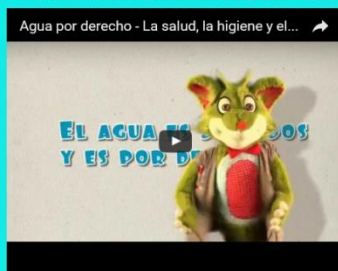 Agua por derecho - La salud, la higiene y el...
EL AGUA ES
Y ES POR